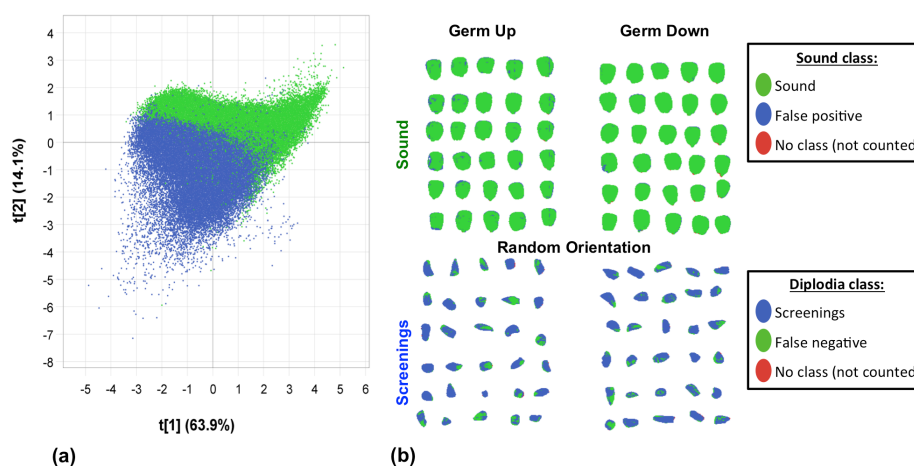 4
3
2
1
0
-1
-2
-3
-4
-5
-6
-7
-8
-5 -4 -3 -2 -1 0 1 2 3 4 5 6
t[2] (14.1%)
t[1] (63.9%)
(a)
Germ Up Germ Down
Sound
Random Orientation
Screenings
(b)
Sound class:
Sound
False positive
No class (not counted
Diplodia class:
Screenings
False negative
No class (not counted